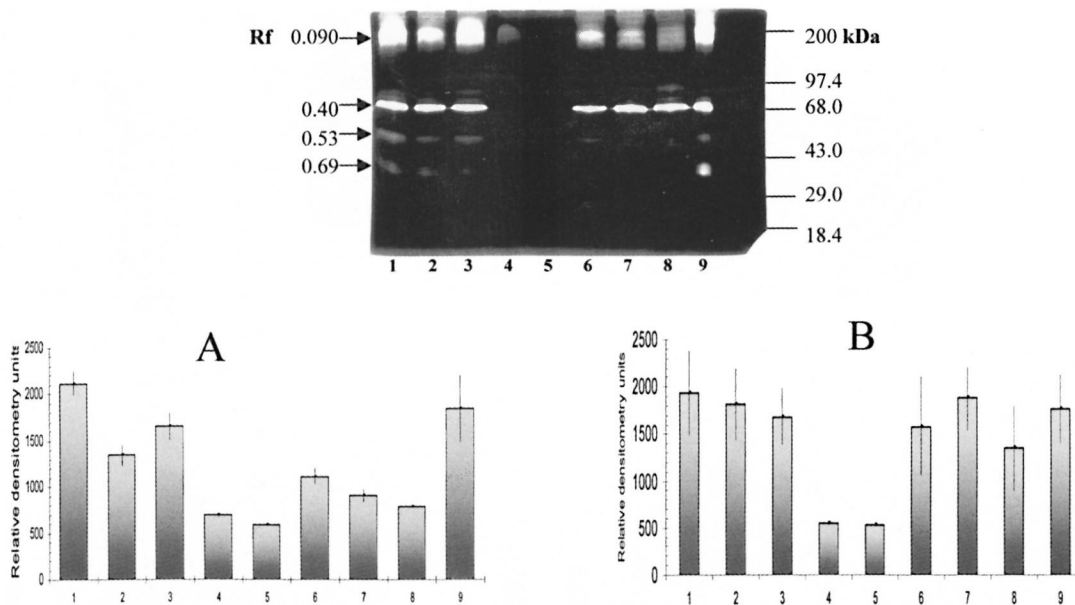 Rf 0.090 200 kDa
97.4
0.40 68.0
0.53
43.0
0.69
29.0
18.4
1 2 3 4 5 6 7 8 9
A
Relative densitometry units
2500
2000
1500
1000
500
0
1 2 3 4 5 6 7 8 9
B
Relative densitometry units
2500
2000
1500
1000
500
0
1 2 3 4 5 6 7 8 9